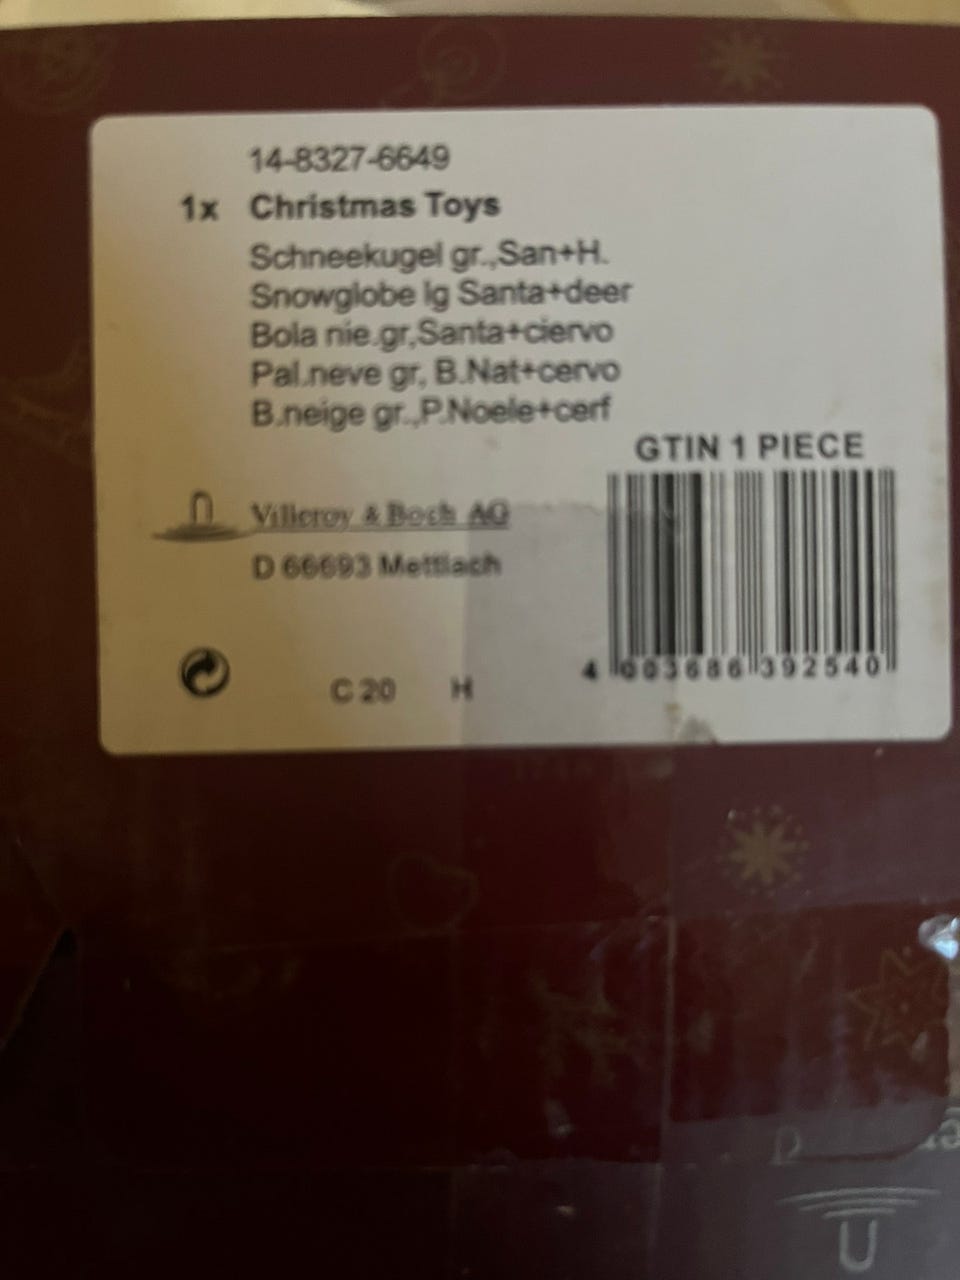 14-8327-6649
1x Christmas Toys
Schneekugel gr.,San+H.
Snowglobe lg Santa+deer
Bola nie.gr,Santa+ciervo
Pal.neve gr, B.Nat+cervo
B.neige gr.,P.Noele+cerf
GTIN 1 PIECE
Villeroy & Boch AG
D 66693 Mettlach
4 003686 392540
C 20 H